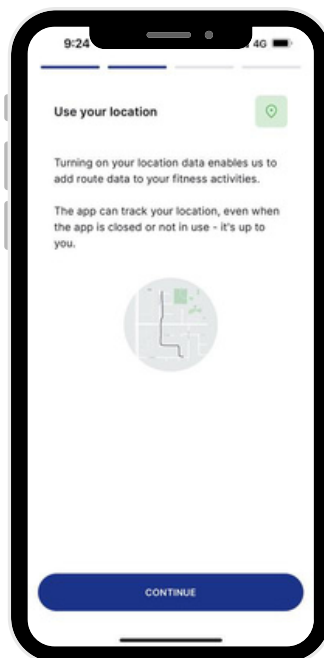 9:24
4G
Use your location
Turning on your location data enables us to
add route data to your fitness activities.
The app can track your location, even when
the app is closed or not in use - it's up to
you.
CONTINUE